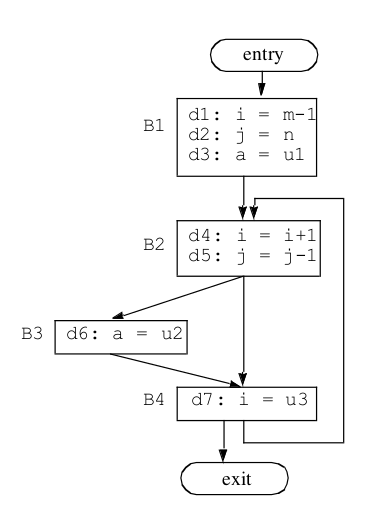 entry
B1
d1: i = m-1
d2: j = n
d3: a = u1
B2
d4: i = i+1
d5: j = j-1
B3
d6: a = u2
B4
d7: i = u3
exit